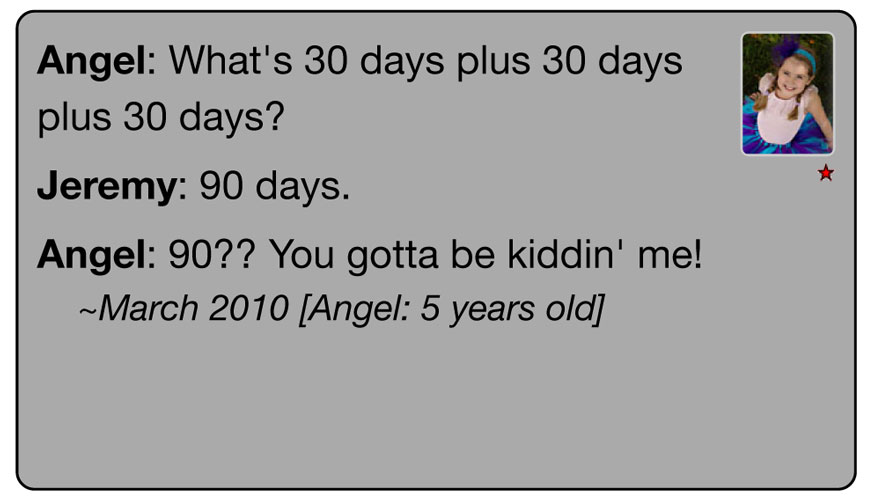 Angel: What's 30 days plus 30 days
plus 30 days?
Jeremy: 90 days.
Angel: 90?? You gotta be kiddin' me!
~March 2010 [Angel: 5 years old]